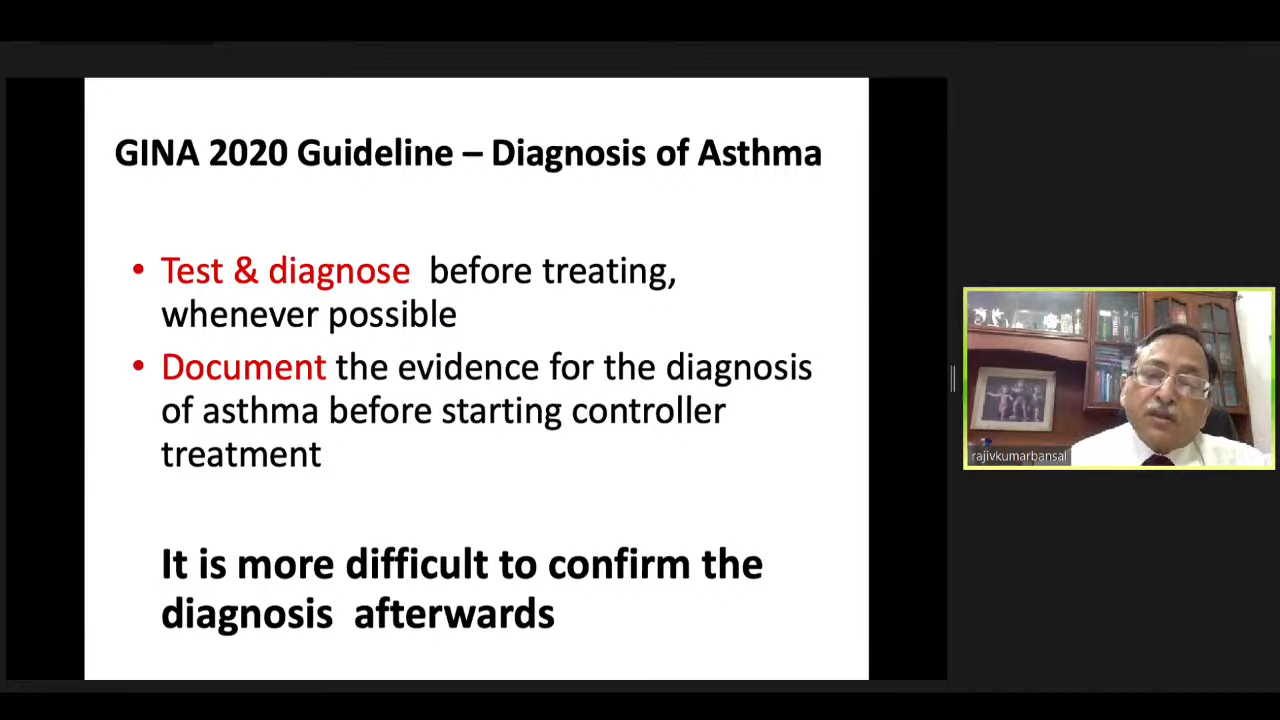 GINA 2020 Guideline – Diagnosis of Asthma
• Test & diagnose before treating,
whenever possible
• Document the evidence for the diagnosis
of asthma before starting controller
treatment
It is more difficult to confirm the
diagnosis afterwards
rajivkumarbansal